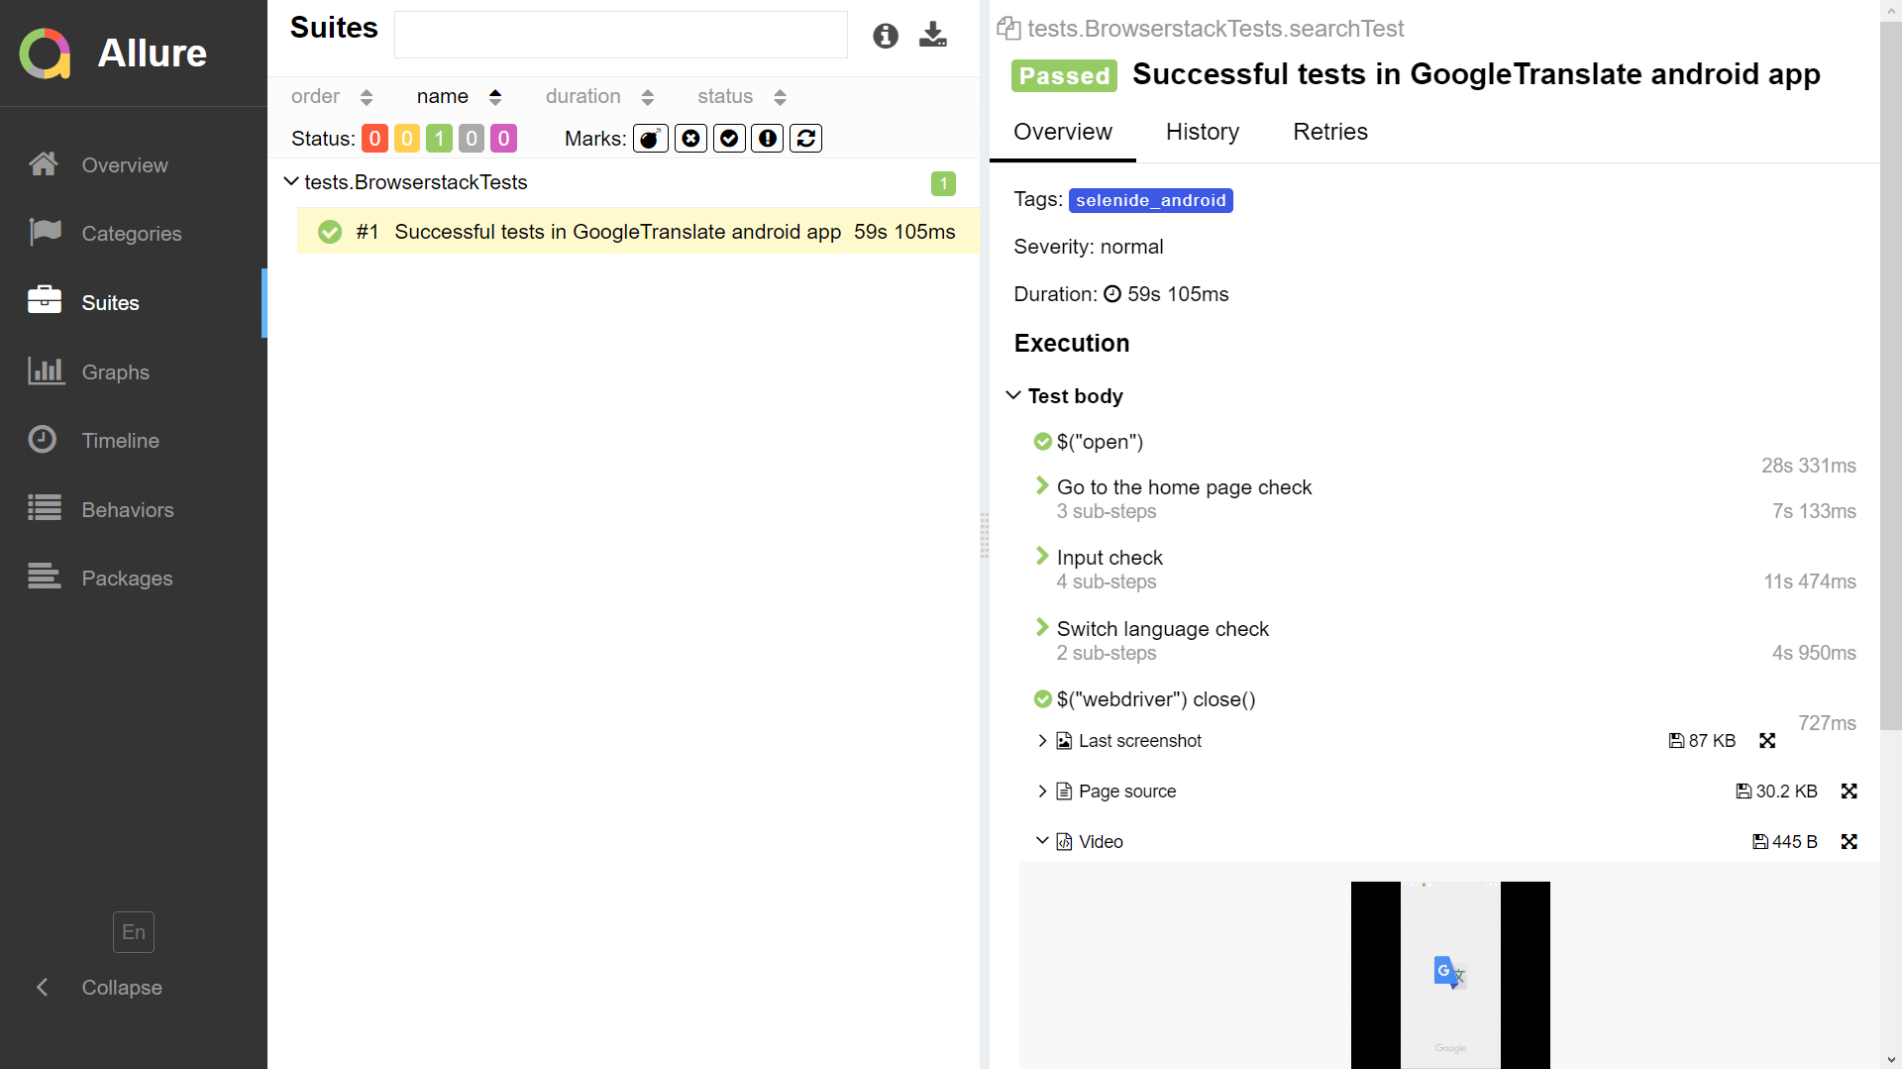 Allure
Overview
Categories
Suites
Graphs
Timeline
Behaviors
Packages
En
Collapse
Suites
order name duration status
Status: 0 0 1 0 0 Marks:
tests.BrowserstackTests 1
#1 Successful tests in GoogleTranslate android app 59s 105ms
tests.BrowserstackTests.searchTest
Passed Successful tests in GoogleTranslate android app
Overview History Retries
Tags: selenide_android
Severity: normal
Duration: 59s 105ms
Execution
Test body
$("open")
28s 331ms
Go to the home page check
3 sub-steps 7s 133ms
Input check
4 sub-steps 11s 474ms
Switch language check
2 sub-steps 4s 950ms
$("webdriver") close()
727ms
Last screenshot 87 KB
Page source 30.2 KB
Video 445 B
G 文
Google